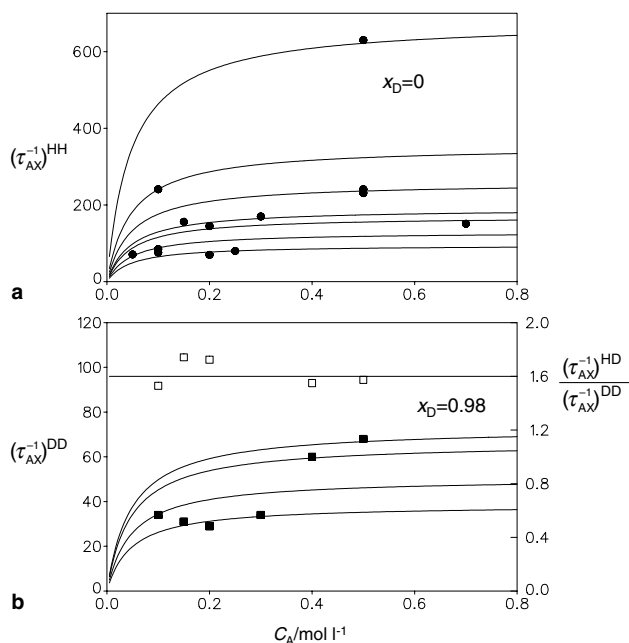 600
400
200
0
(τ_AX^{-1})^{HH}
x_D=0
a
0.0 0.2 0.4 0.6 0.8
120
100
80
60
40
20
0
(τ_AX^{-1})^{DD}
x_D=0.98
2.0
1.6
1.2
0.8
0.4
0.0
(τ_AX^{-1})^{HD}
(τ_AX^{-1})^{DD}
b
0.0 0.2 0.4 0.6 0.8
C_A/mol l^{-1}